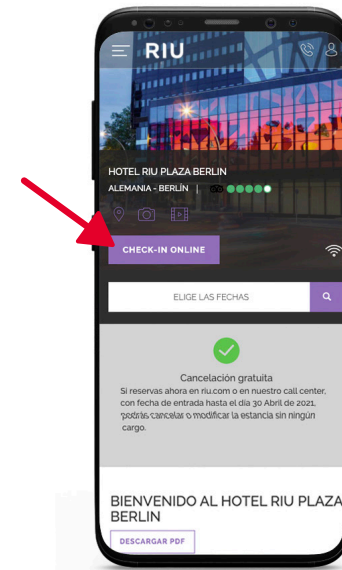 RIU
HOTEL RIU PLAZA BERLIN
ALEMANIA - BERLÍN |
CHECK-IN ONLINE
ELIGE LAS FECHAS
Cancelación gratuita
Si reservas ahora en riu.com o en nuestro call center,
con fecha de entrada hasta el día 30 Abril de 2021,
podrás cancelar o modificar la estancia sin ningún
cargo.
BIENVENIDO AL HOTEL RIU PLAZA
BERLIN
DESCARGAR PDF